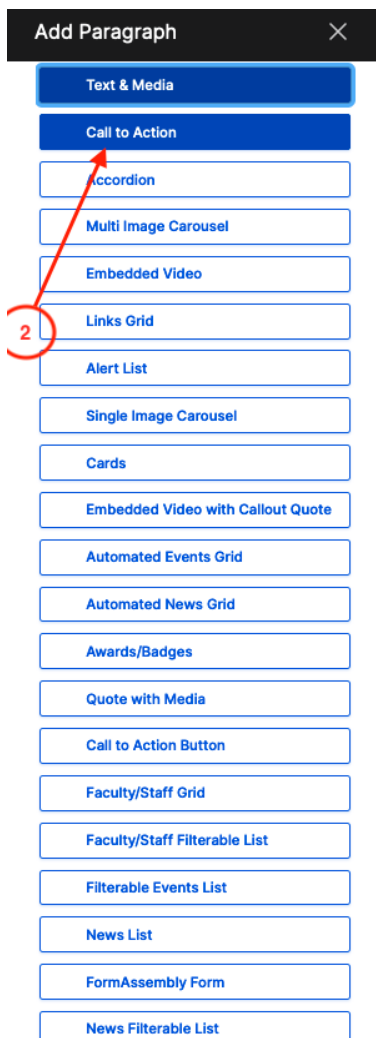 Add Paragraph
Text & Media
Call to Action
Accordion
Multi Image Carousel
Embedded Video
Links Grid
2
Alert List
Single Image Carousel
Cards
Embedded Video with Callout Quote
Automated Events Grid
Automated News Grid
Awards/Badges
Quote with Media
Call to Action Button
Faculty/Staff Grid
Faculty/Staff Filterable List
Filterable Events List
News List
FormAssembly Form
News Filterable List